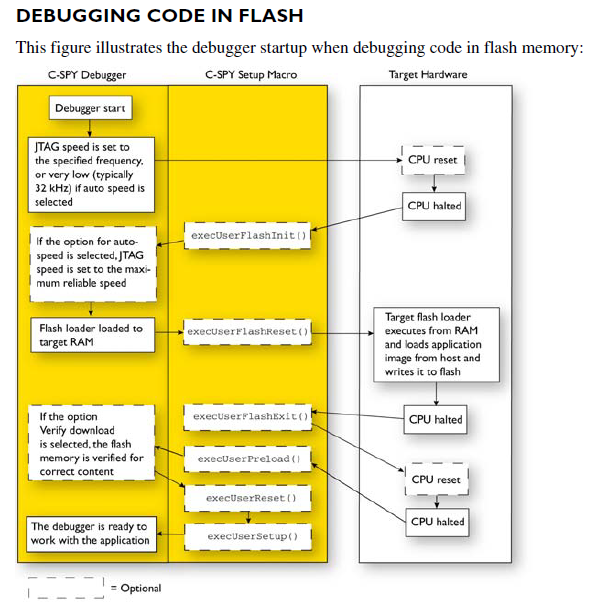 DEBUGGING CODE IN FLASH
This figure illustrates the debugger startup when debugging code in flash memory:
C-SPY Debugger
C-SPY Setup Macro
Target Hardware
Debugger start
JTAG speed is set to
the specified frequency,
or very low (typically
32 kHz) if auto speed is
selected
CPU reset
CPU halted
execUserFlashInit()
If the option for auto-
speed is selected, JTAG
speed is set to the maxi-
mum reliable speed
Flash loader loaded to
target RAM
execUserFlashReset()
Target flash loader
executes from RAM
and loads application
image from host and
writes it to flash
CPU halted
execUserFlashExit()
If the option
Verify download
is selected, the flash
memory is verified for
correct content
execUserPreload()
CPU reset
execUserReset()
CPU halted
The debugger is ready to
work with the application
execUserSetup()
= Optional